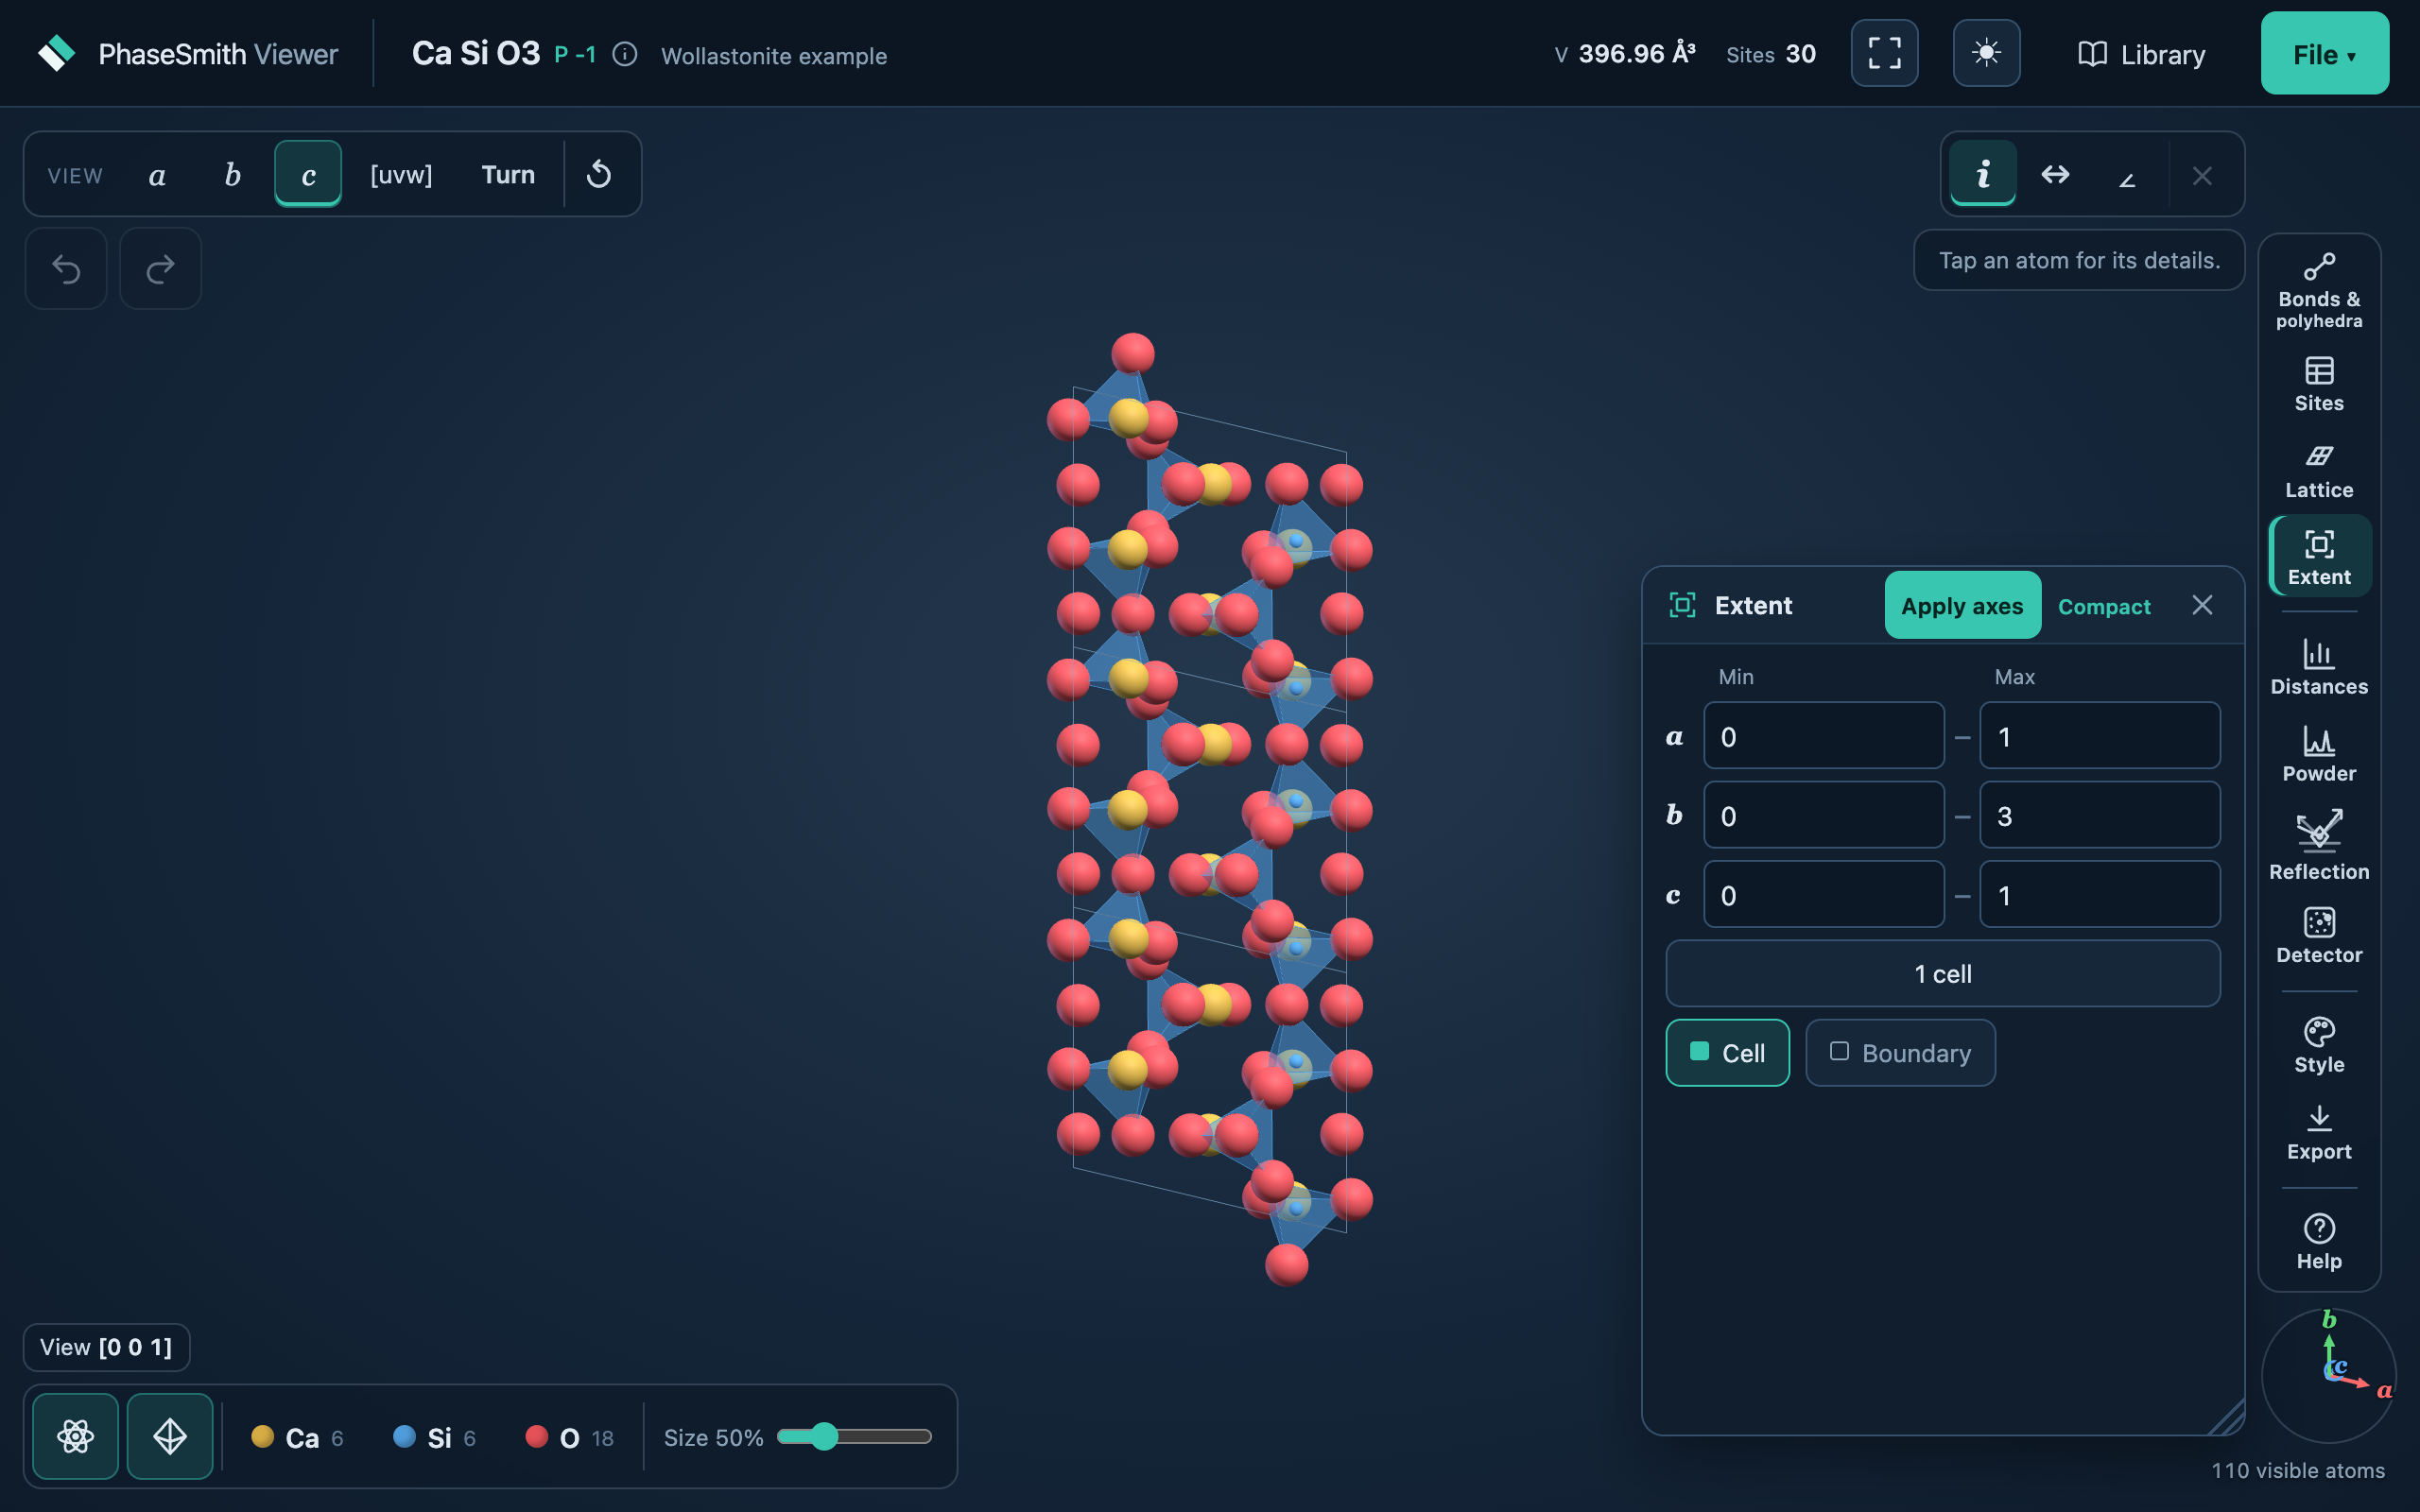 PhaseSmith Viewer
Ca Si O3 P -1 Wollastonite example
V 396.96 Å³ Sites 30
Library
File ▾
VIEW a b c [uvw] Turn
i
Tap an atom for its details.
Bonds &
polyhedra
Sites
Lattice
Extent
Distances
Powder
Reflection
Detector
Style
Export
Help
Extent Apply axes Compact
Min Max
a 0 – 1
b 0 – 3
c 0 – 1
1 cell
Cell Boundary
View [0 0 1]
Ca 6 Si 6 O 18 Size 50%
b
c
a
110 visible atoms